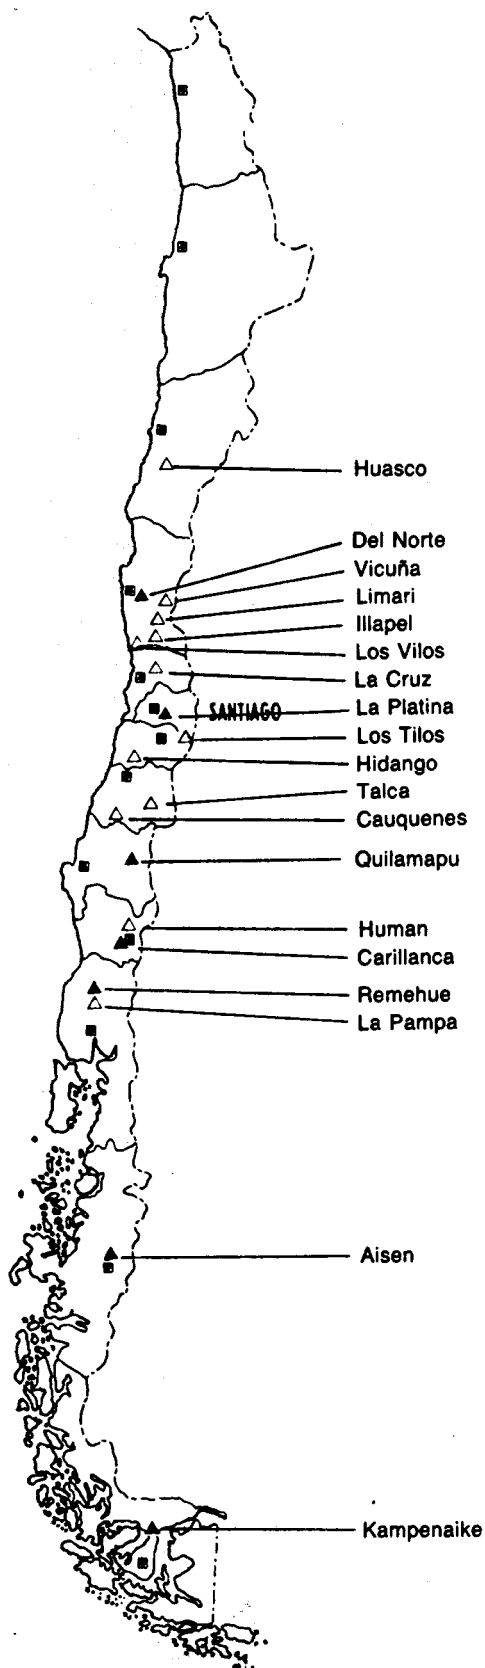 Huasco
Del Norte
Vicuña
Limari
Illapel
Los Vilos
La Cruz
SANTIAGO
La Platina
Los Tilos
Hidango
Talca
Cauquenes
Quilamapu
Human
Carillanca
Remehue
La Pampa
Aisen
Kampenaike